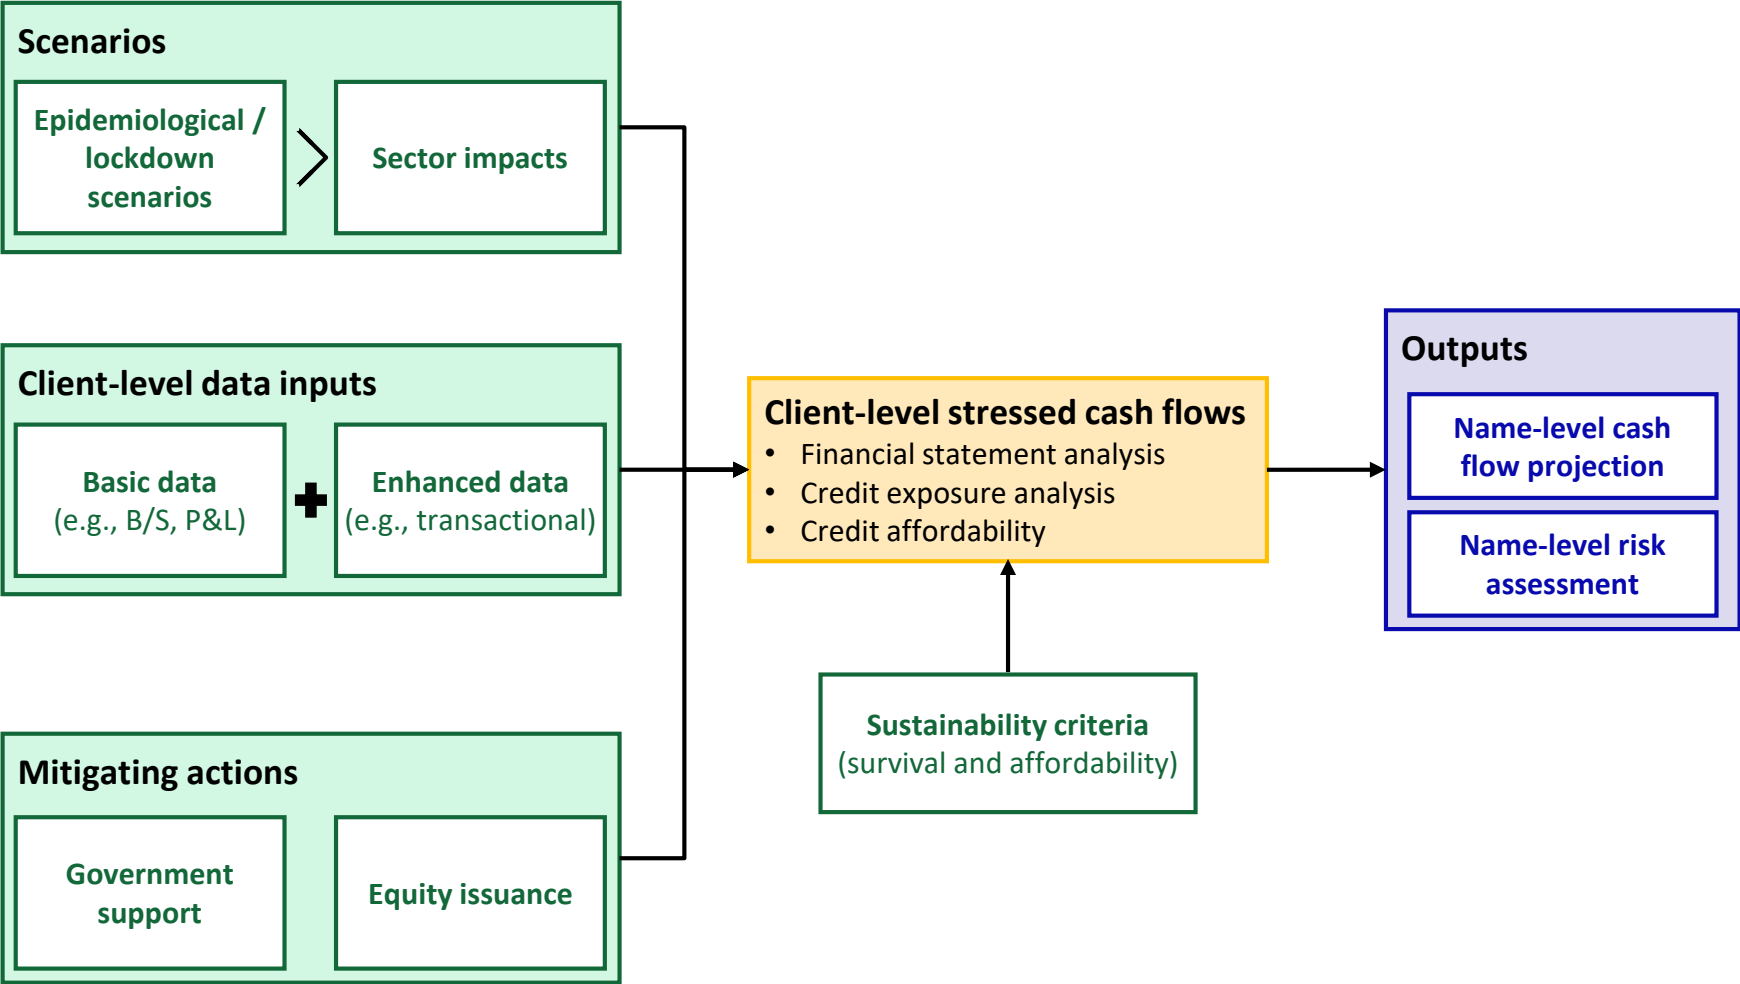 Scenarios
Epidemiological /
lockdown
scenarios
Sector impacts
Client-level data inputs
Basic data
(e.g., B/S, P&L)
Enhanced data
(e.g., transactional)
Mitigating actions
Government
support
Equity issuance
Client-level stressed cash flows
• Financial statement analysis
• Credit exposure analysis
• Credit affordability
Sustainability criteria
(survival and affordability)
Outputs
Name-level cash
flow projection
Name-level risk
assessment